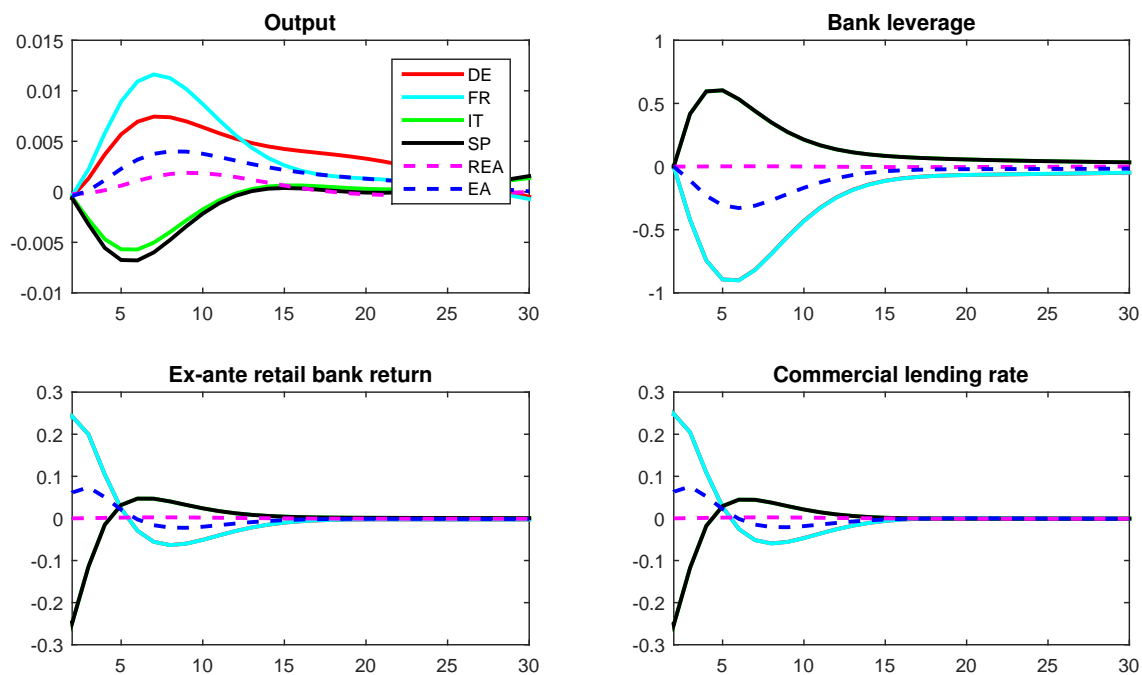 Output
0.015
0.01
0.005
0
-0.005
-0.01
5 10 15 20 25 30
DE
FR
IT
SP
REA
EA
Bank leverage
1
0.5
0
-0.5
-1
5 10 15 20 25 30
Ex-ante retail bank return
0.3
0.2
0.1
0
-0.1
-0.2
-0.3
5 10 15 20 25 30
Commercial lending rate
0.3
0.2
0.1
0
-0.1
-0.2
-0.3
5 10 15 20 25 30